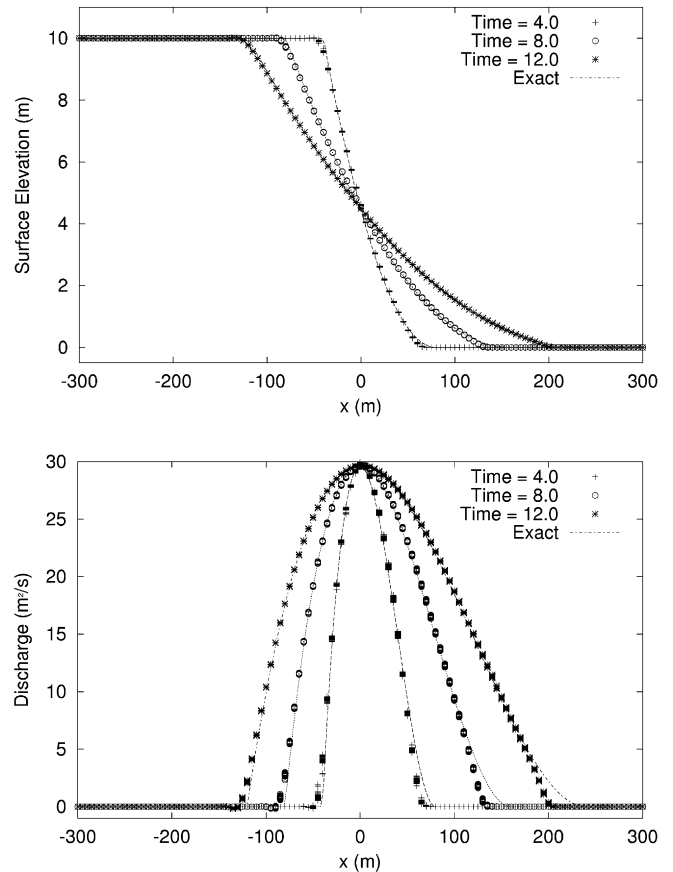 Surface Elevation (m)
10
8
6
4
2
0
-300
-200
-100
0
100
200
300
x (m)
Time = 4.0
Time = 8.0
Time = 12.0
Exact
Discharge (m²/s)
30
25
20
15
10
5
0
-300
-200
-100
0
100
200
300
x (m)
Time = 4.0
Time = 8.0
Time = 12.0
Exact